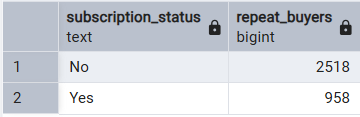 subscription_status repeat_buyers
text bigint
1 No 2518
2 Yes 958